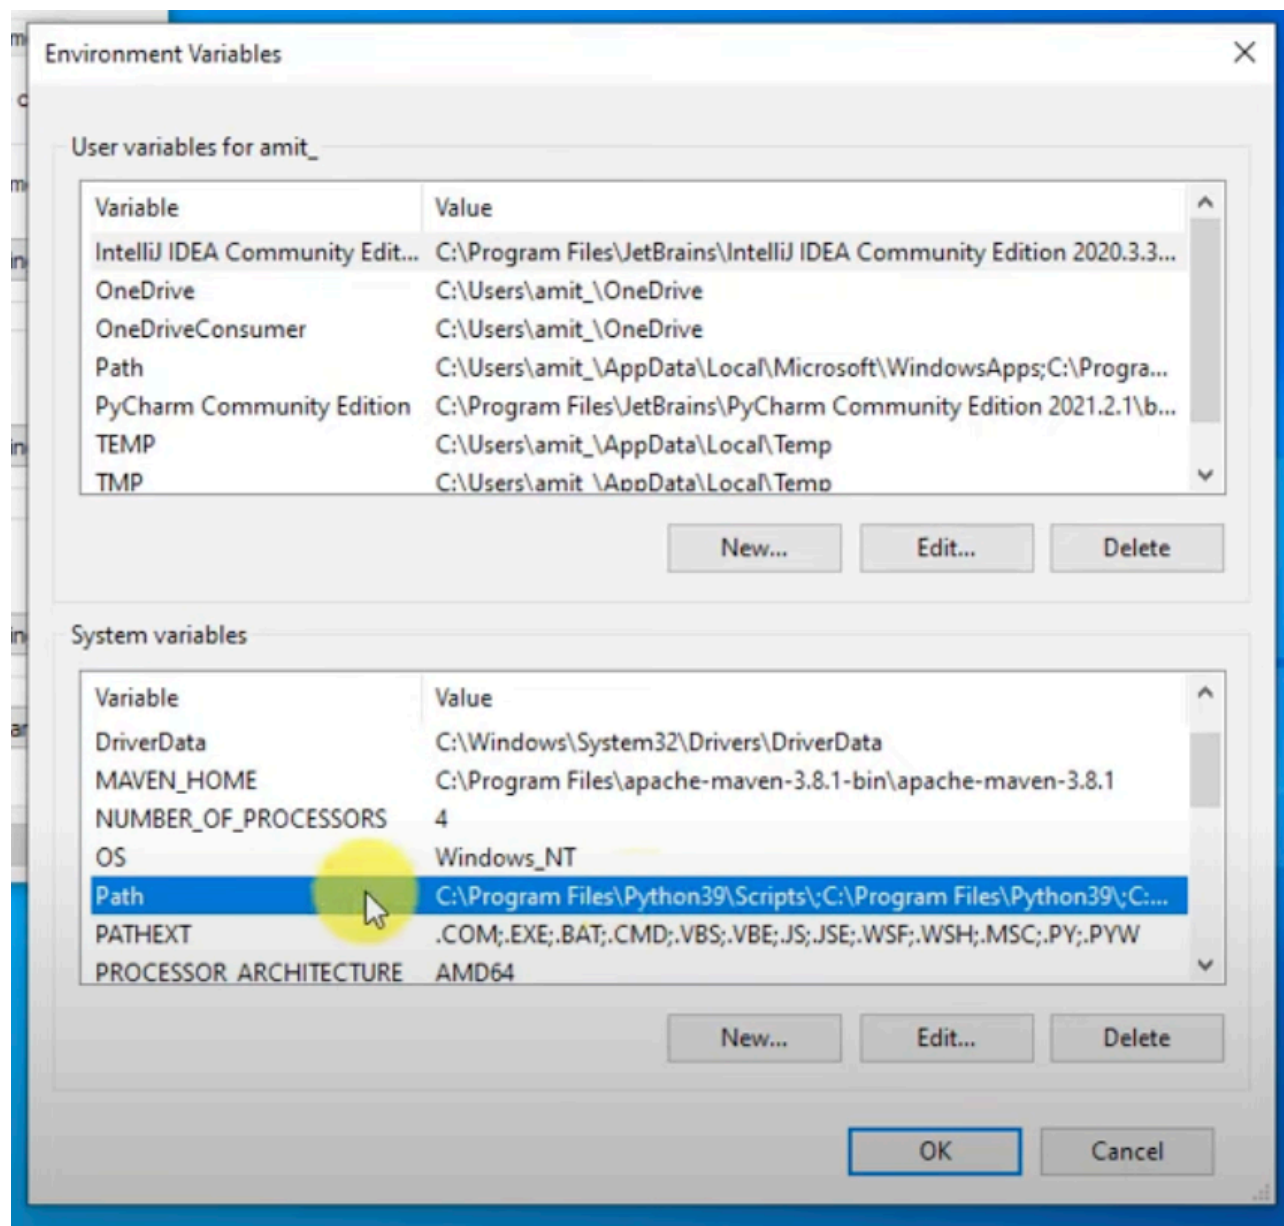 Environment Variables
User variables for amit_
Variable Value
IntelliJ IDEA Community Edit... C:\Program Files\JetBrains\IntelliJ IDEA Community Edition 2020.3.3...
OneDrive C:\Users\amit_\OneDrive
OneDriveConsumer C:\Users\amit_\OneDrive
Path C:\Users\amit_\AppData\Local\Microsoft\WindowsApps;C:\Progra...
PyCharm Community Edition C:\Program Files\JetBrains\PyCharm Community Edition 2021.2.1\b...
TEMP C:\Users\amit_\AppData\Local\Temp
TMP C:\Users\amit_\AppData\Local\Temp
New... Edit... Delete
System variables
Variable Value
DriverData C:\Windows\System32\Drivers\DriverData
MAVEN_HOME C:\Program Files\apache-maven-3.8.1-bin\apache-maven-3.8.1
NUMBER_OF_PROCESSORS 4
OS Windows_NT
Path C:\Program Files\Python39\Scripts\;C:\Program Files\Python39\;C:...
PATHEXT .COM;.EXE;.BAT;.CMD;.VBS;.VBE;.JS;.JSE;.WSF;.WSH;.MSC;.PY;.PYW
PROCESSOR_ARCHITECTURE AMD64
New... Edit... Delete
OK Cancel